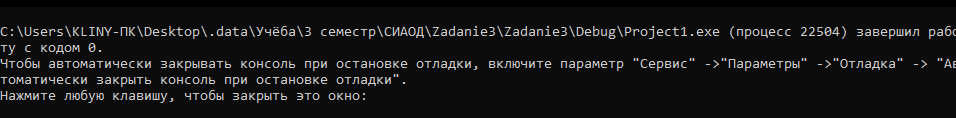 C:\Users\KLINY-ПК\Desktop\.data\Учёба\3 семестр\СИАОД\Zadanie3\Zadanie3\Debug\Project1.exe (процесс 22504) завершил рабо
ту с кодом 0.
Чтобы автоматически закрывать консоль при остановке отладки, включите параметр "Сервис" ->"Параметры" ->"Отладка" -> "Ав
томатически закрыть консоль при остановке отладки".
Нажмите любую клавишу, чтобы закрыть это окно: